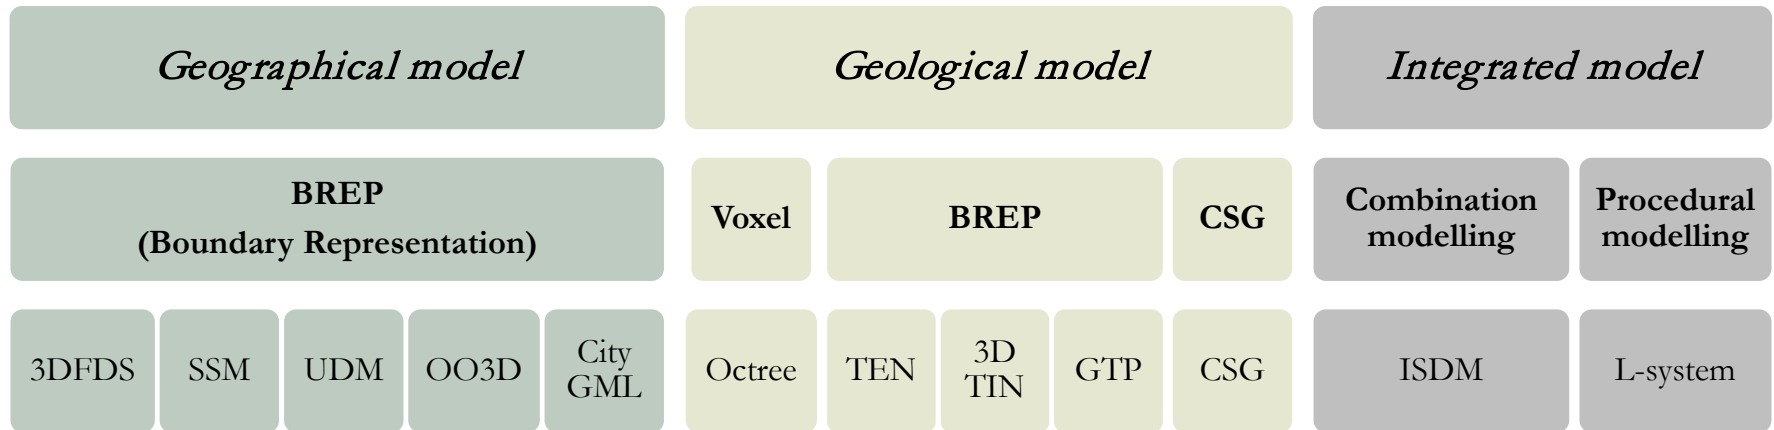 Geographical model
Geological model
Integrated model
BREP
(Boundary Representation)
Voxel
BREP
CSG
Combination
modelling
Procedural
modelling
3DFDS
SSM
UDM
OO3D
City
GML
Octree
TEN
3D
TIN
GTP
CSG
ISDM
L-system